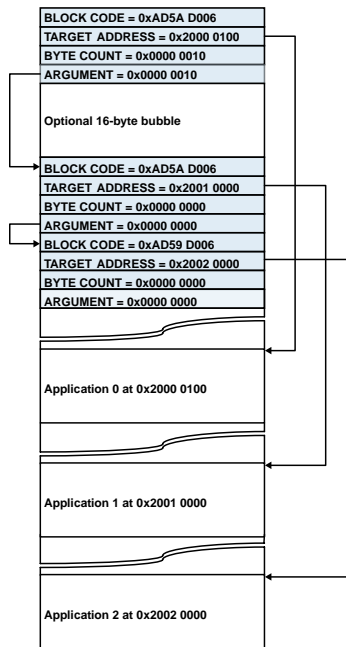 BLOCK CODE = 0xAD5A D006
TARGET ADDRESS = 0x2000 0100
BYTE COUNT = 0x0000 0010
ARGUMENT = 0x0000 0010
Optional 16-byte bubble
BLOCK CODE = 0xAD5A D006
TARGET ADDRESS = 0x2001 0000
BYTE COUNT = 0x0000 0000
ARGUMENT = 0x0000 0000
BLOCK CODE = 0xAD59 D006
TARGET ADDRESS = 0x2002 0000
BYTE COUNT = 0x0000 0000
ARGUMENT = 0x0000 0000
Application 0 at 0x2000 0100
Application 1 at 0x2001 0000
Application 2 at 0x2002 0000